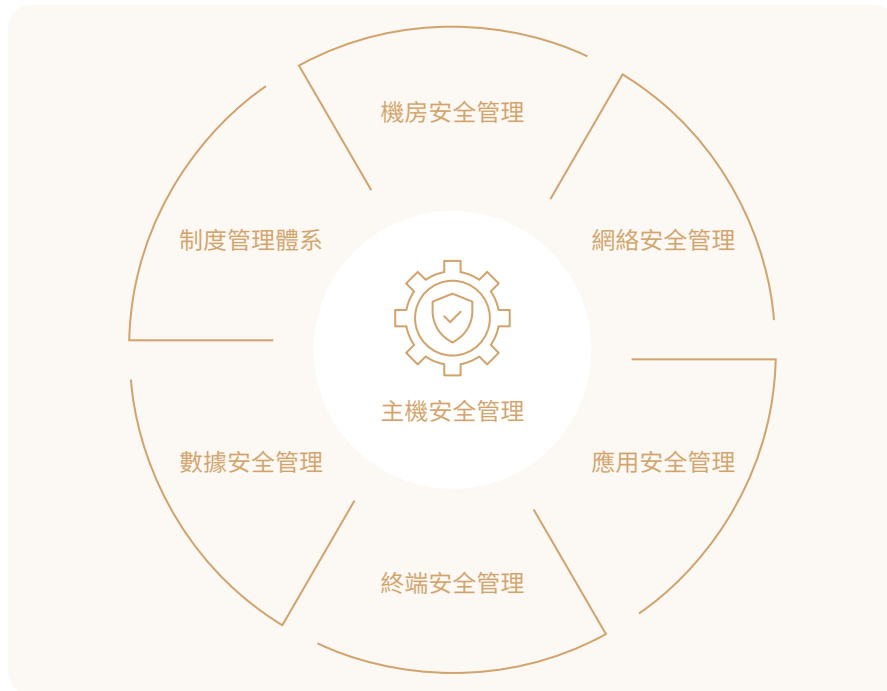 機房安全管理
制度管理體系
網絡安全管理
主機安全管理
數據安全管理
應用安全管理
終端安全管理